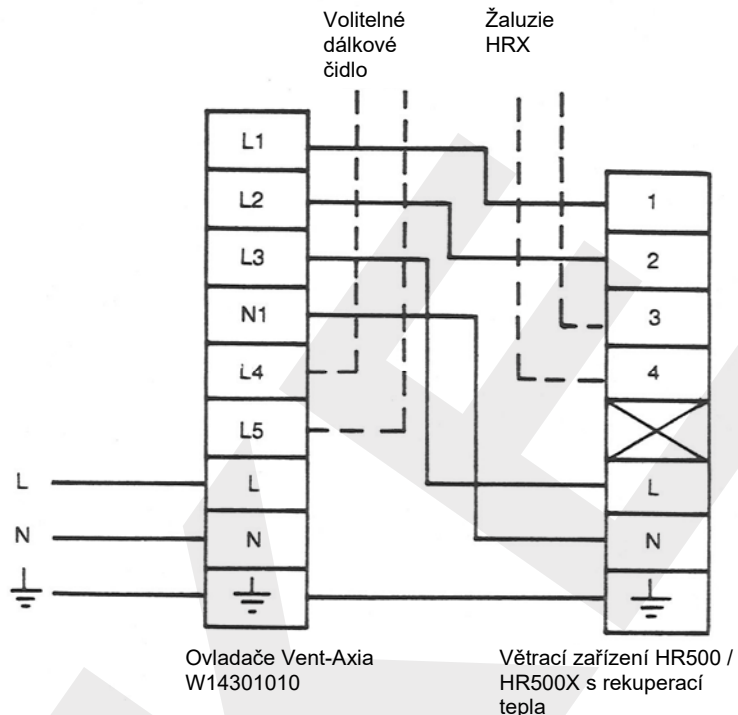 Volitelné
dálkové
čidlo
Žaluzie
HRX
L1
L2
L3
N1
L4
L5
L
N
L
N
1
2
3
4
L
N
Ovladače Vent-Axia
W14301010
Větrací zařízení HR500 /
HR500X s rekuperací
tepla